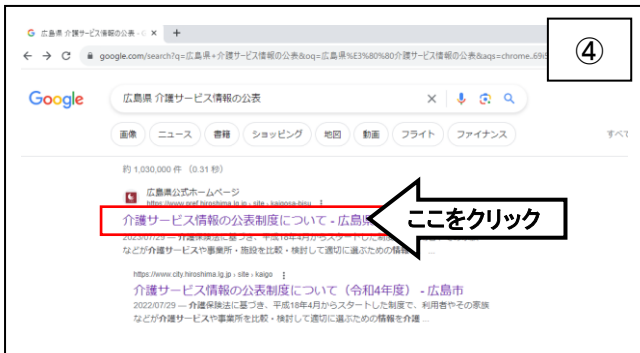 広島県 介護サービス情報の公表 - G
④
google.com/search?q=広島県+介護サービス情報の公表&oq=広島県%E3%80%80介護サービス情報の公表&aqs=chrome.69i5
Google
広島県 介護サービス情報の公表
画像 ニュース 書籍 ショッピング 地図 動画 フライト ファイナンス
すべて
約 1,030,000 件 (0.31 秒)
広島県公式ホームページ
https://www.pref.hiroshima.lg.jp › site › kaigosa-hisu
介護サービス情報の公表制度について - 広島県
ここをクリック
2023/07/29 — 介護保険法に基づき、平成18年4月からスタートした制度
などが介護サービスや事業所・施設を比較・検討して適切に選ぶための情報
https://www.city.hiroshima.lg.jp › site › kaigo
介護サービス情報の公表制度について（令和4年度） - 広島市
2022/07/29 — 介護保険法に基づき、平成18年4月からスタートした制度で、利用者やその家族
などが介護サービスや事業所を比較・検討して適切に選ぶための情報を介護 ...